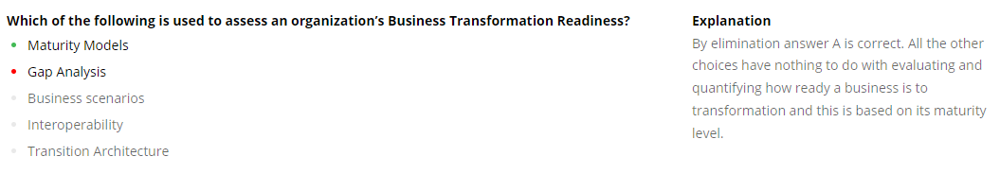 Which of the following is used to assess an organization’s Business Transformation Readiness?
Maturity Models
Gap Analysis
Business scenarios
Interoperability
Transition Architecture
Explanation
By elimination answer A is correct. All the other
choices have nothing to do with evaluating and
quantifying how ready a business is to
transformation and this is based on its maturity
level.